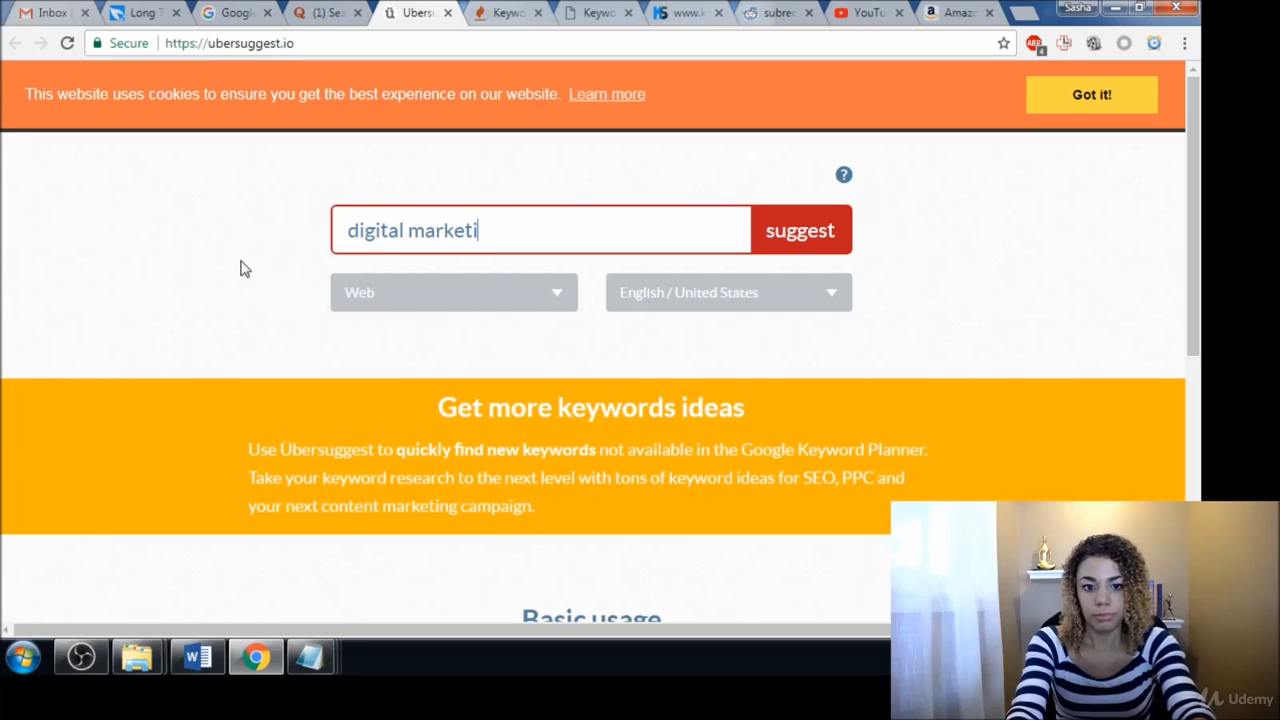 Inbox
Long T
Googl
(1) Sea
Ubers
Keywo
Keywo
www.k
subrec
YouTu
Amaz
Sasha
Secure
https://ubersuggest.io
ABP
4
This website uses cookies to ensure you get the best experience on our website. Learn more
Got it!
?
digital marketi
suggest
Web
English / United States
Get more keywords ideas
Use Übersuggest to quickly find new keywords not available in the Google Keyword Planner.
Take your keyword research to the next level with tons of keyword ideas for SEO, PPC and
your next content marketing campaign.
Basic usage
Udemy